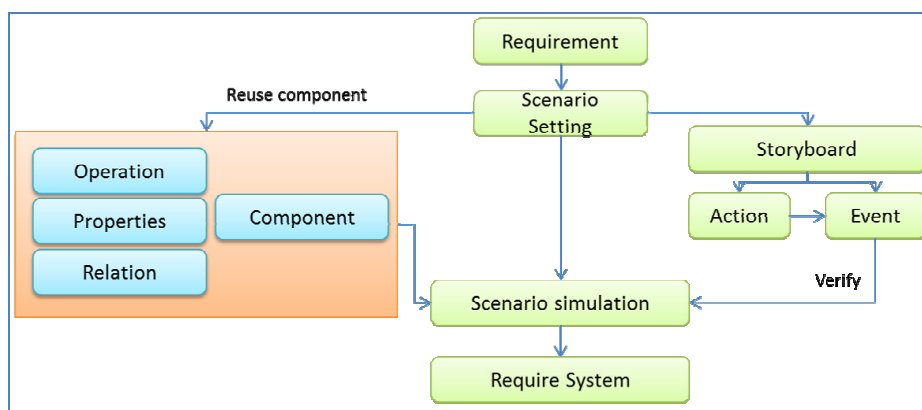 Requirement
Reuse component
Scenario
Setting
Storyboard
Operation
Properties
Component
Action
Event
Relation
Verify
Scenario simulation
Require System